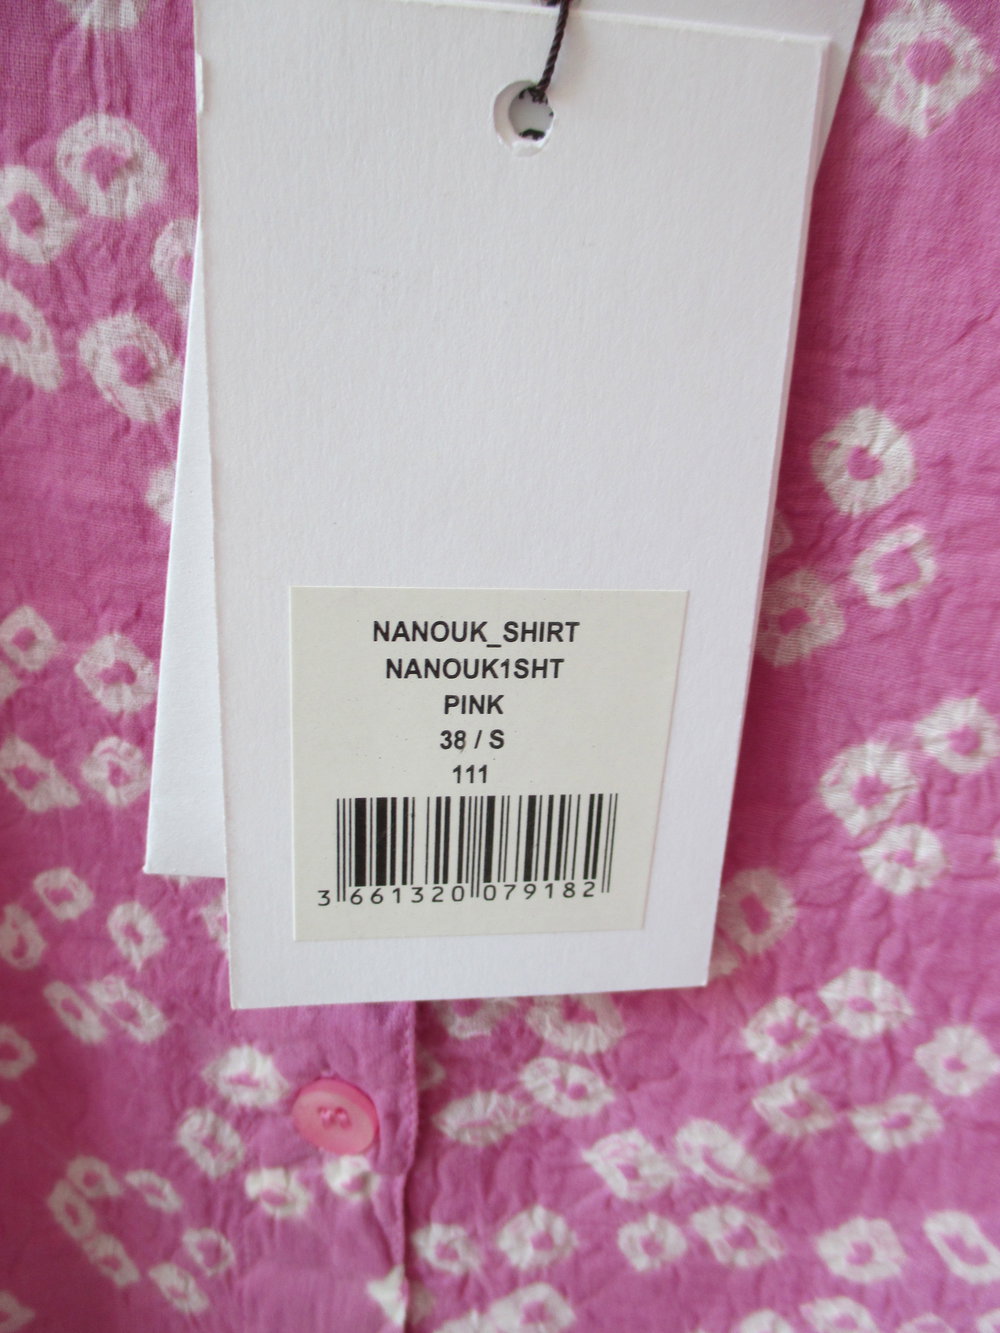 NANOUK_SHIRT
NANOUK1SHT
PINK
38 / S
111
3 661320 079182